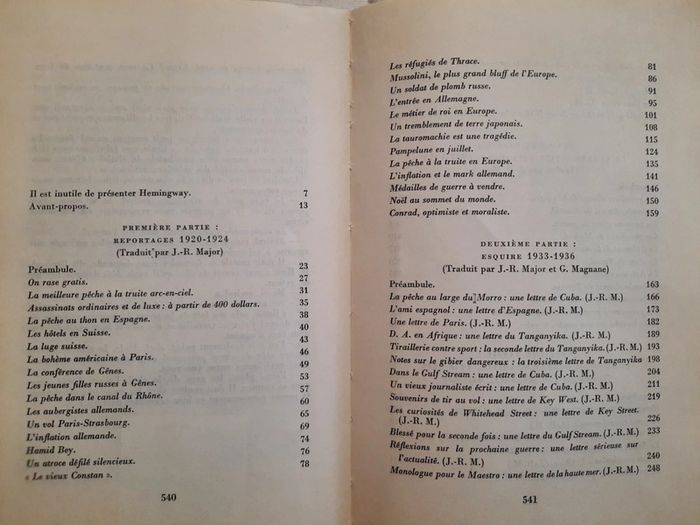 Il est inutile de présenter Hemingway. 7
Avant-propos. 13
PREMIÈRE PARTIE :
REPORTAGES 1920-1924
(Traduit par J.-R. Major)
Préambule. 23
On rase gratis. 27
La meilleure pêche à la truite arc-en-ciel. 31
Assassinats ordinaires et de luxe : à partir de 400 dollars. 35
La pêche au thon en Espagne. 38
Les hôtels en Suisse. 40
La luge suisse. 43
La bohème américaine à Paris. 46
La conférence de Gênes. 49
Les jeunes filles russes à Gênes. 53
La pêche dans le canal du Rhône. 57
Les aubergistes allemands. 60
Un vol Paris-Strasbourg. 65
L'inflation allemande. 69
Hamid Bey. 74
Un atroce défilé silencieux. 76
« Le vieux Constan ». 78
540
Les réfugiés de Thrace. 81
Mussolini, le plus grand bluff de l'Europe. 86
Un soldat de plomb russe. 91
L'entrée en Allemagne. 95
Le métier de roi en Europe. 101
Un tremblement de terre japonais. 108
La tauromachie est une tragédie. 115
Pampelune en juillet. 124
La pêche à la truite en Europe. 135
L'inflation et le mark allemand. 141
Médailles de guerre à vendre. 146
Noël au sommet du monde. 150
Conrad, optimiste et moraliste. 159
DEUXIÈME PARTIE :
ESQUIRE 1933-1936
(Traduit par J.-R. Major et G. Magnane)
Préambule. 163
La pêche au large du Morro : une lettre de Cuba. (J.-R. M.) 166
L'ami espagnol : une lettre d'Espagne. (J.-R. M.) 173
Une lettre de Paris. (J.-R. M.) 182
D. A. en Afrique : une lettre du Tanganyika. (J.-R. M.) 189
Tiraillerie contre sport : la seconde lettre du Tanganyika. (J.-R. M.) 193
Notes sur le gibier dangereux : la troisième lettre de Tanganyika 198
Dans le Gulf Stream : une lettre de Cuba. (J.-R. M.) 204
Un vieux journaliste écrit : une lettre de Cuba. (J.-R. M.) 211
Souvenirs de tir au vol : une lettre de Key West. (J.-R. M.) 219
Les curiosités de Whitehead Street : une lettre de Key Street.
(J.-R. M.) 226
Blessé pour la seconde fois : une lettre du Gulf Stream. (J.-R. M.) 233
Réflexions sur la prochaine guerre : une lettre sérieuse sur
l'actualité. (J.-R. M.) 240
Monologue pour le Maestro : une lettre de la haute mer. (J.-R. M.) 248
541